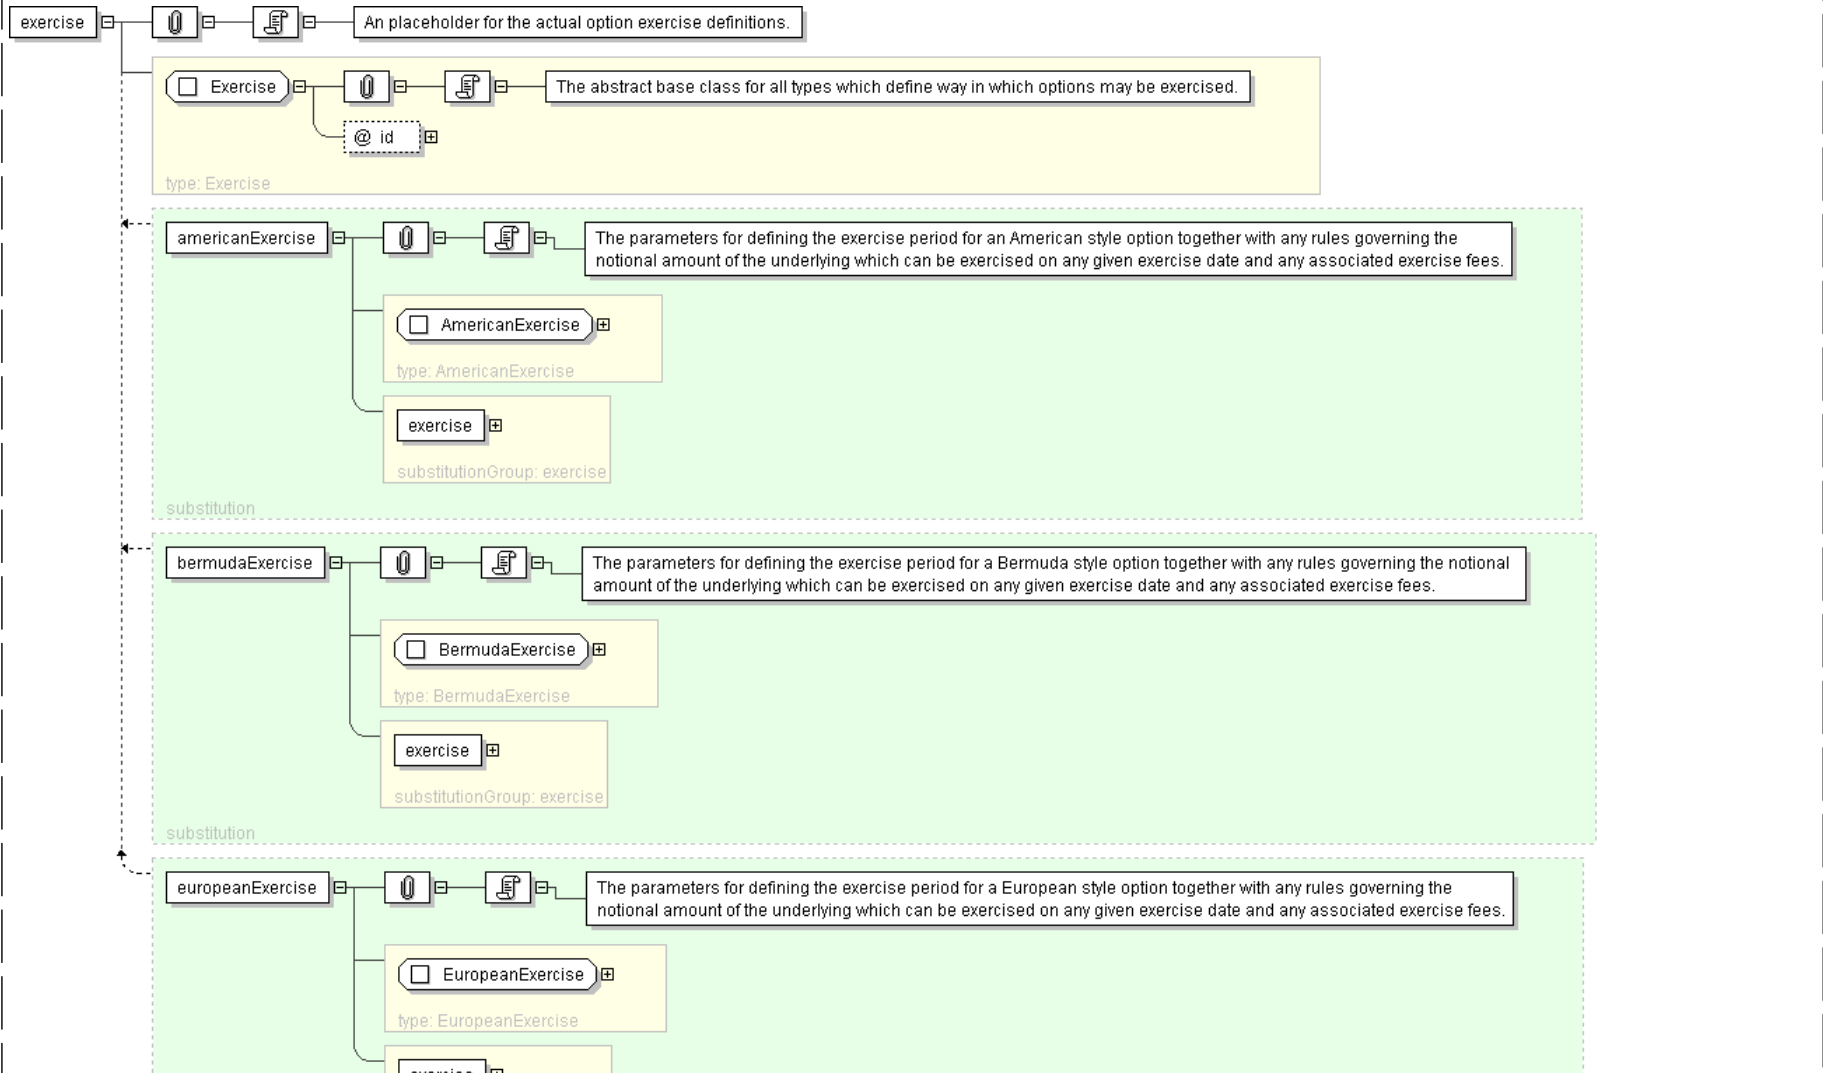 exercise
An placeholder for the actual option exercise definitions.
Exercise
The abstract base class for all types which define way in which options may be exercised.
@ id
type: Exercise
americanExercise
The parameters for defining the exercise period for an American style option together with any rules governing the
notional amount of the underlying which can be exercised on any given exercise date and any associated exercise fees.
AmericanExercise
type: AmericanExercise
exercise
substitutionGroup: exercise
substitution
bermudaExercise
The parameters for defining the exercise period for a Bermuda style option together with any rules governing the notional
amount of the underlying which can be exercised on any given exercise date and any associated exercise fees.
BermudaExercise
type: BermudaExercise
exercise
substitutionGroup: exercise
substitution
europeanExercise
The parameters for defining the exercise period for a European style option together with any rules governing the
notional amount of the underlying which can be exercised on any given exercise date and any associated exercise fees.
EuropeanExercise
type: EuropeanExercise